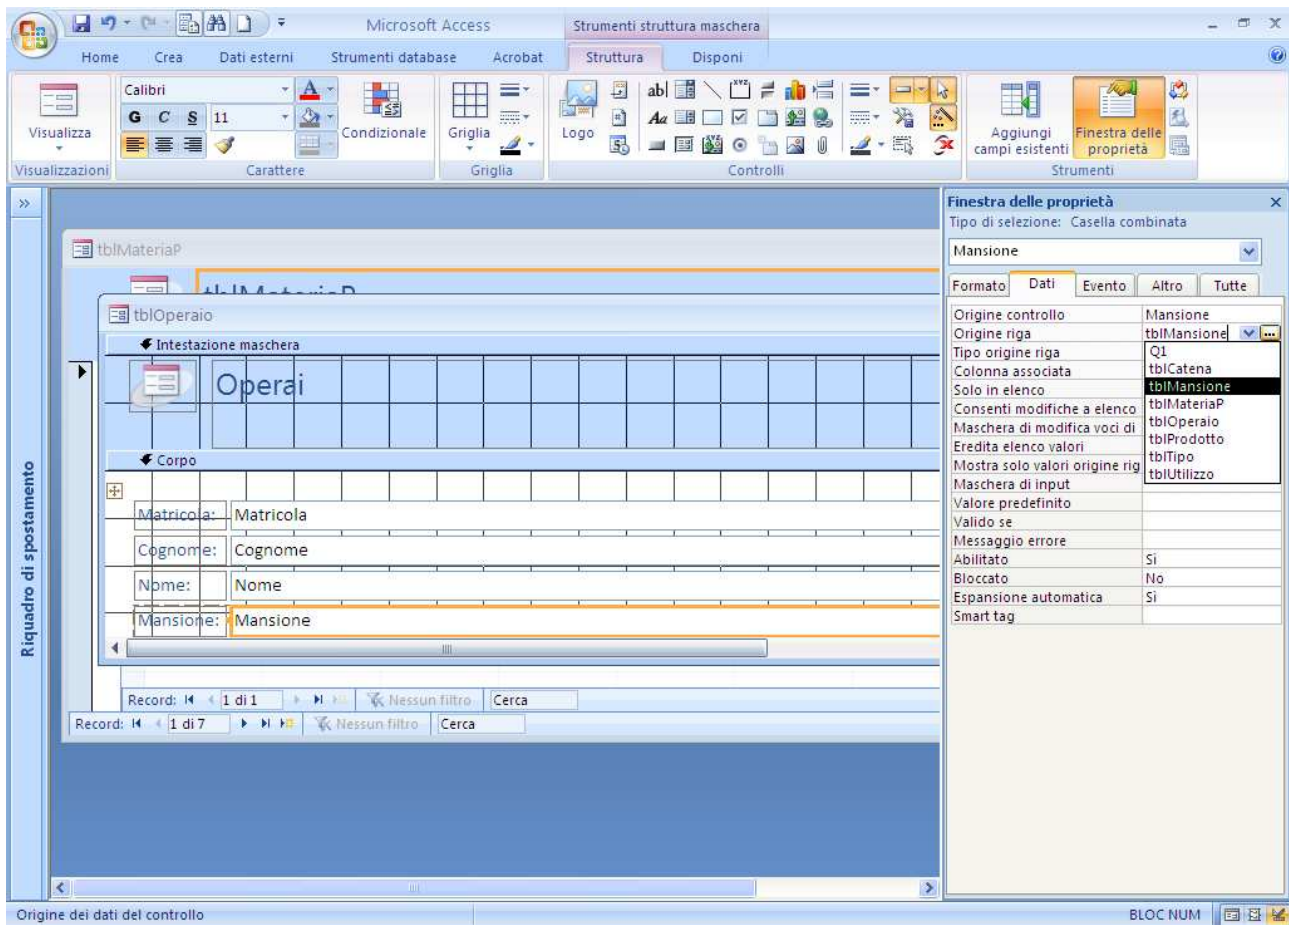 Microsoft Access
Strumenti struttura maschera
Home Crea Dati esterni Strumenti database Acrobat Struttura Disponi
Calibri
G C S 11
Visualizza
Condizionale
Griglia
Logo
ab|
Aa
Aggiungi campi esistenti
Finestra delle proprietà
Visualizzazioni Carattere Griglia Controlli Strumenti
»
Riquadro di spostamento
tblMateriaP
tblMateriaP
tblOperaio
Intestazione maschera
Operai
Corpo
Matricola: Matricola
Cognome: Cognome
Nome: Nome
Mansione: Mansione
Record: 1 di 1 Nessun filtro Cerca
Record: 1 di 7 Nessun filtro Cerca
Finestra delle proprietà
Tipo di selezione: Casella combinata
Mansione
Formato Dati Evento Altro Tutte
Origine controllo Mansione
Origine riga tblMansione
Tipo origine riga
Colonna associata
Solo in elenco
Consenti modifiche a elenco
Maschera di modifica voci di
Eredita elenco valori
Mostra solo valori origine rig
Maschera di input
Valore predefinito
Valido se
Messaggio errore
Abilitato Sì
Bloccato No
Espansione automatica Sì
Smart tag
Q1
tblCatena
tblMansione
tblMateriaP
tblOperaio
tblProdotto
tblTipo
tblUtilizzo
Origine dei dati del controllo
BLOC NUM